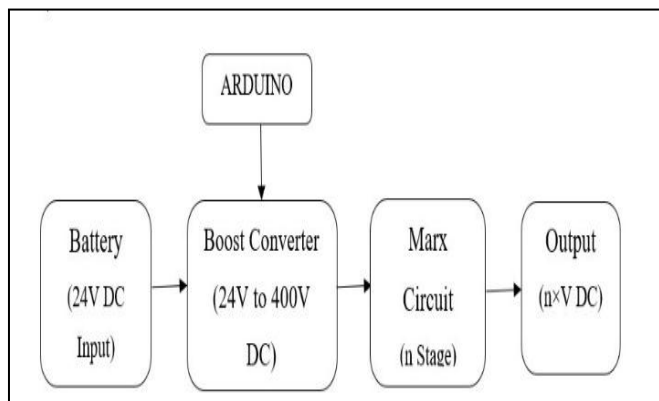 ARDUINO
Battery
(24V DC
Input)
Boost Converter
(24V to 400V
DC)
Marx
Circuit
(n Stage)
Output
(n×V DC)